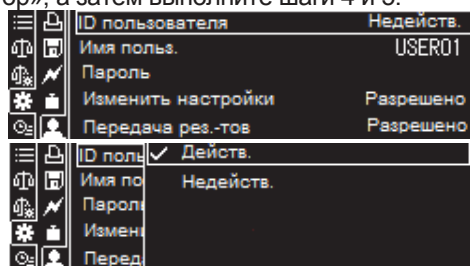 ор», а затем выполните шаги 4 и 5.
ID пользователя Недейств.
Имя польз. USER01
Пароль
Изменить настройки Разрешено
Передача рез.-тов Разрешено
ID поль ✓ Действ.
Имя по Недейств.
Парол
Измен
Перед